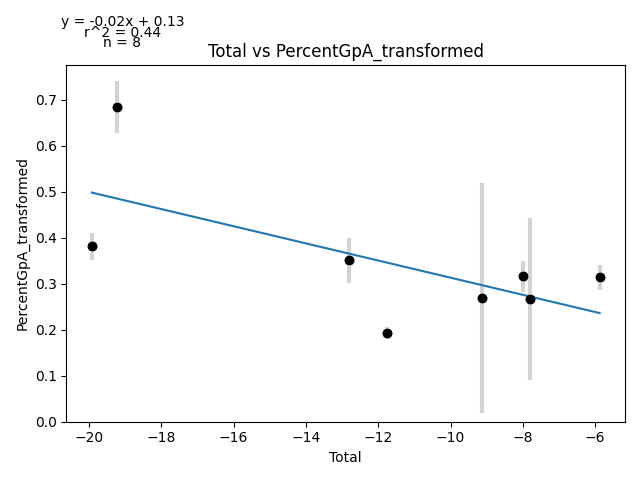 y = -0.02x + 0.13
r^2 = 0.44
n = 8
Total vs PercentGpA_transformed
PercentGpA_transformed
0.7
0.6
0.5
0.4
0.3
0.2
0.1
0.0
−20 −18 −16 −14 −12 −10 −8 −6
Total